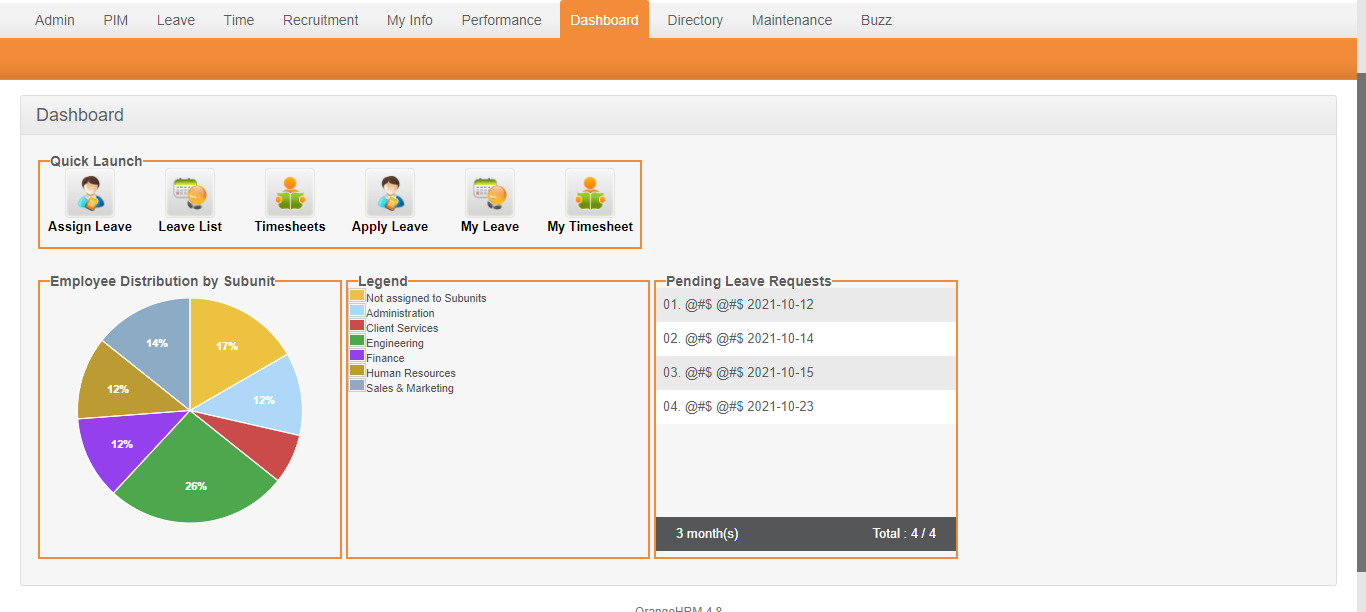 Admin PIM Leave Time Recruitment My Info Performance Dashboard Directory Maintenance Buzz
Dashboard
Quick Launch
Assign Leave Leave List Timesheets Apply Leave My Leave My Timesheet
Employee Distribution by Subunit
17%
14%
12%
12%
12%
26%
Legend
Not assigned to Subunits
Administration
Client Services
Engineering
Finance
Human Resources
Sales & Marketing
Pending Leave Requests
01. @#$ @#$ 2021-10-12
02. @#$ @#$ 2021-10-14
03. @#$ @#$ 2021-10-15
04. @#$ @#$ 2021-10-23
3 month(s) Total : 4 / 4
OrangeHRM 4.8